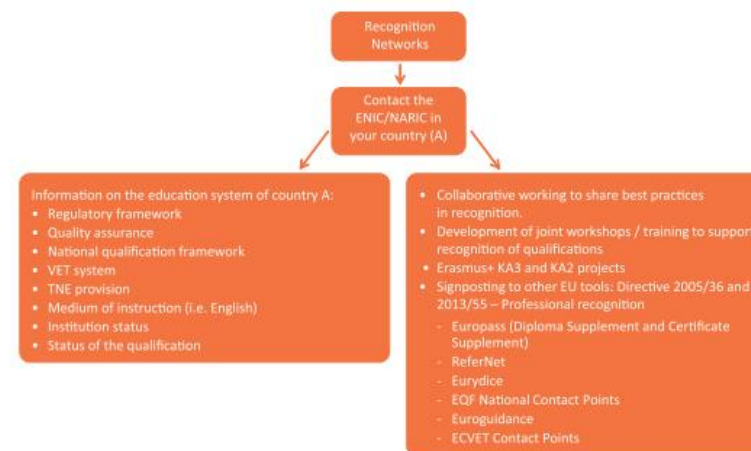 Recognition
Networks
Contact the
ENIC/NARIC in
your country (A)
Information on the education system of country A:
• Regulatory framework
• Quality assurance
• National qualification framework
• VET system
• TNE provision
• Medium of instruction (i.e. English)
• Institution status
• Status of the qualification
• Collaborative working to share best practices
in recognition.
• Development of joint workshops / training to support
recognition of qualifications
• Erasmus+ KA3 and KA2 projects
• Signposting to other EU tools: Directive 2005/36 and
2013/55 – Professional recognition
- Europass (Diploma Supplement and Certificate
Supplement)
- ReferNet
- Eurydice
- EQF National Contact Points
- Euroguidance
- ECVET Contact Points